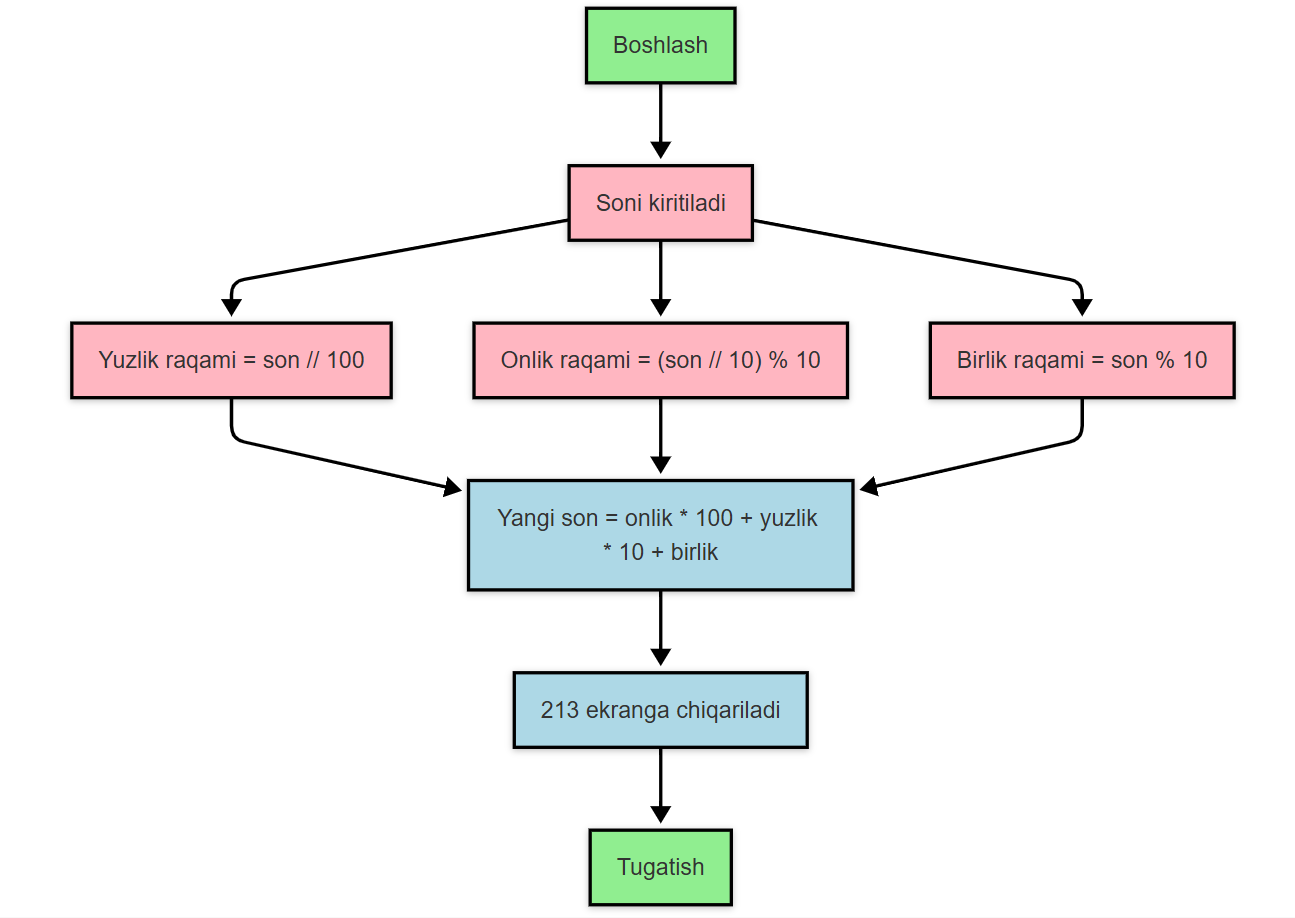 Boshlash
Soni kiritiladi
Yuzlik raqami = son // 100
Onlik raqami = (son // 10) % 10
Birlik raqami = son % 10
Yangi son = onlik * 100 + yuzlik
* 10 + birlik
213 ekranga chiqariladi
Tugatish